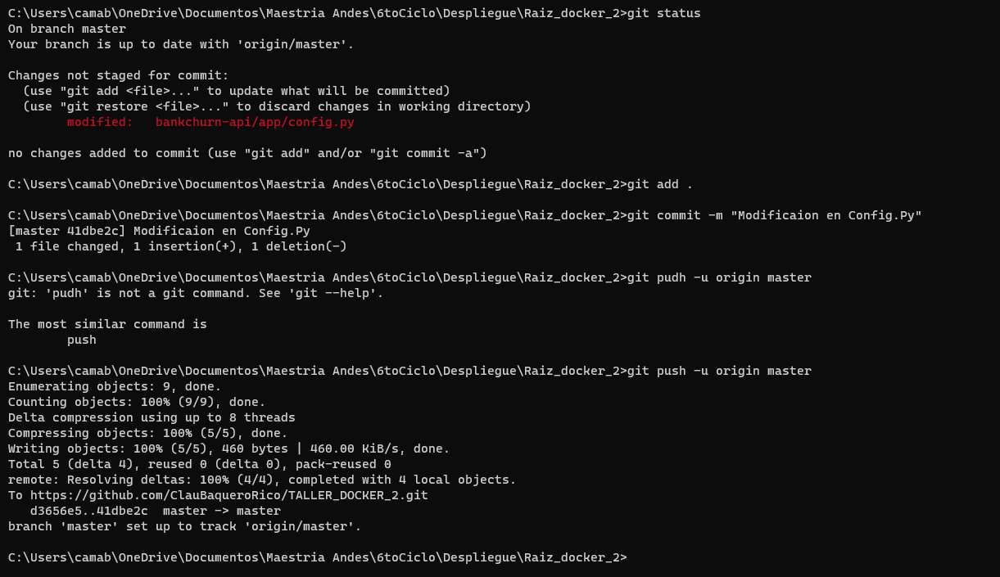 C:\Users\camab\OneDrive\Documentos\Maestria Andes\6toCiclo\Despliegue\Raiz_docker_2>git status
On branch master
Your branch is up to date with 'origin/master'.
Changes not staged for commit:
  (use "git add <file>..." to update what will be committed)
  (use "git restore <file>..." to discard changes in working directory)
        modified:   bankchurn-api/app/config.py
no changes added to commit (use "git add" and/or "git commit -a")
C:\Users\camab\OneDrive\Documentos\Maestria Andes\6toCiclo\Despliegue\Raiz_docker_2>git add .
C:\Users\camab\OneDrive\Documentos\Maestria Andes\6toCiclo\Despliegue\Raiz_docker_2>git commit -m "Modificaion en Config.Py"
[master 41dbe2c] Modificaion en Config.Py
 1 file changed, 1 insertion(+), 1 deletion(-)
C:\Users\camab\OneDrive\Documentos\Maestria Andes\6toCiclo\Despliegue\Raiz_docker_2>git pudh -u origin master
git: 'pudh' is not a git command. See 'git --help'.
The most similar command is
        push
C:\Users\camab\OneDrive\Documentos\Maestria Andes\6toCiclo\Despliegue\Raiz_docker_2>git push -u origin master
Enumerating objects: 9, done.
Counting objects: 100% (9/9), done.
Delta compression using up to 8 threads
Compressing objects: 100% (5/5), done.
Writing objects: 100% (5/5), 460 bytes | 460.00 KiB/s, done.
Total 5 (delta 4), reused 0 (delta 0), pack-reused 0
remote: Resolving deltas: 100% (4/4), completed with 4 local objects.
To https://github.com/ClauBaqueroRico/TALLER_DOCKER_2.git
   d3656e5..41dbe2c  master -> master
branch 'master' set up to track 'origin/master'.
C:\Users\camab\OneDrive\Documentos\Maestria Andes\6toCiclo\Despliegue\Raiz_docker_2>